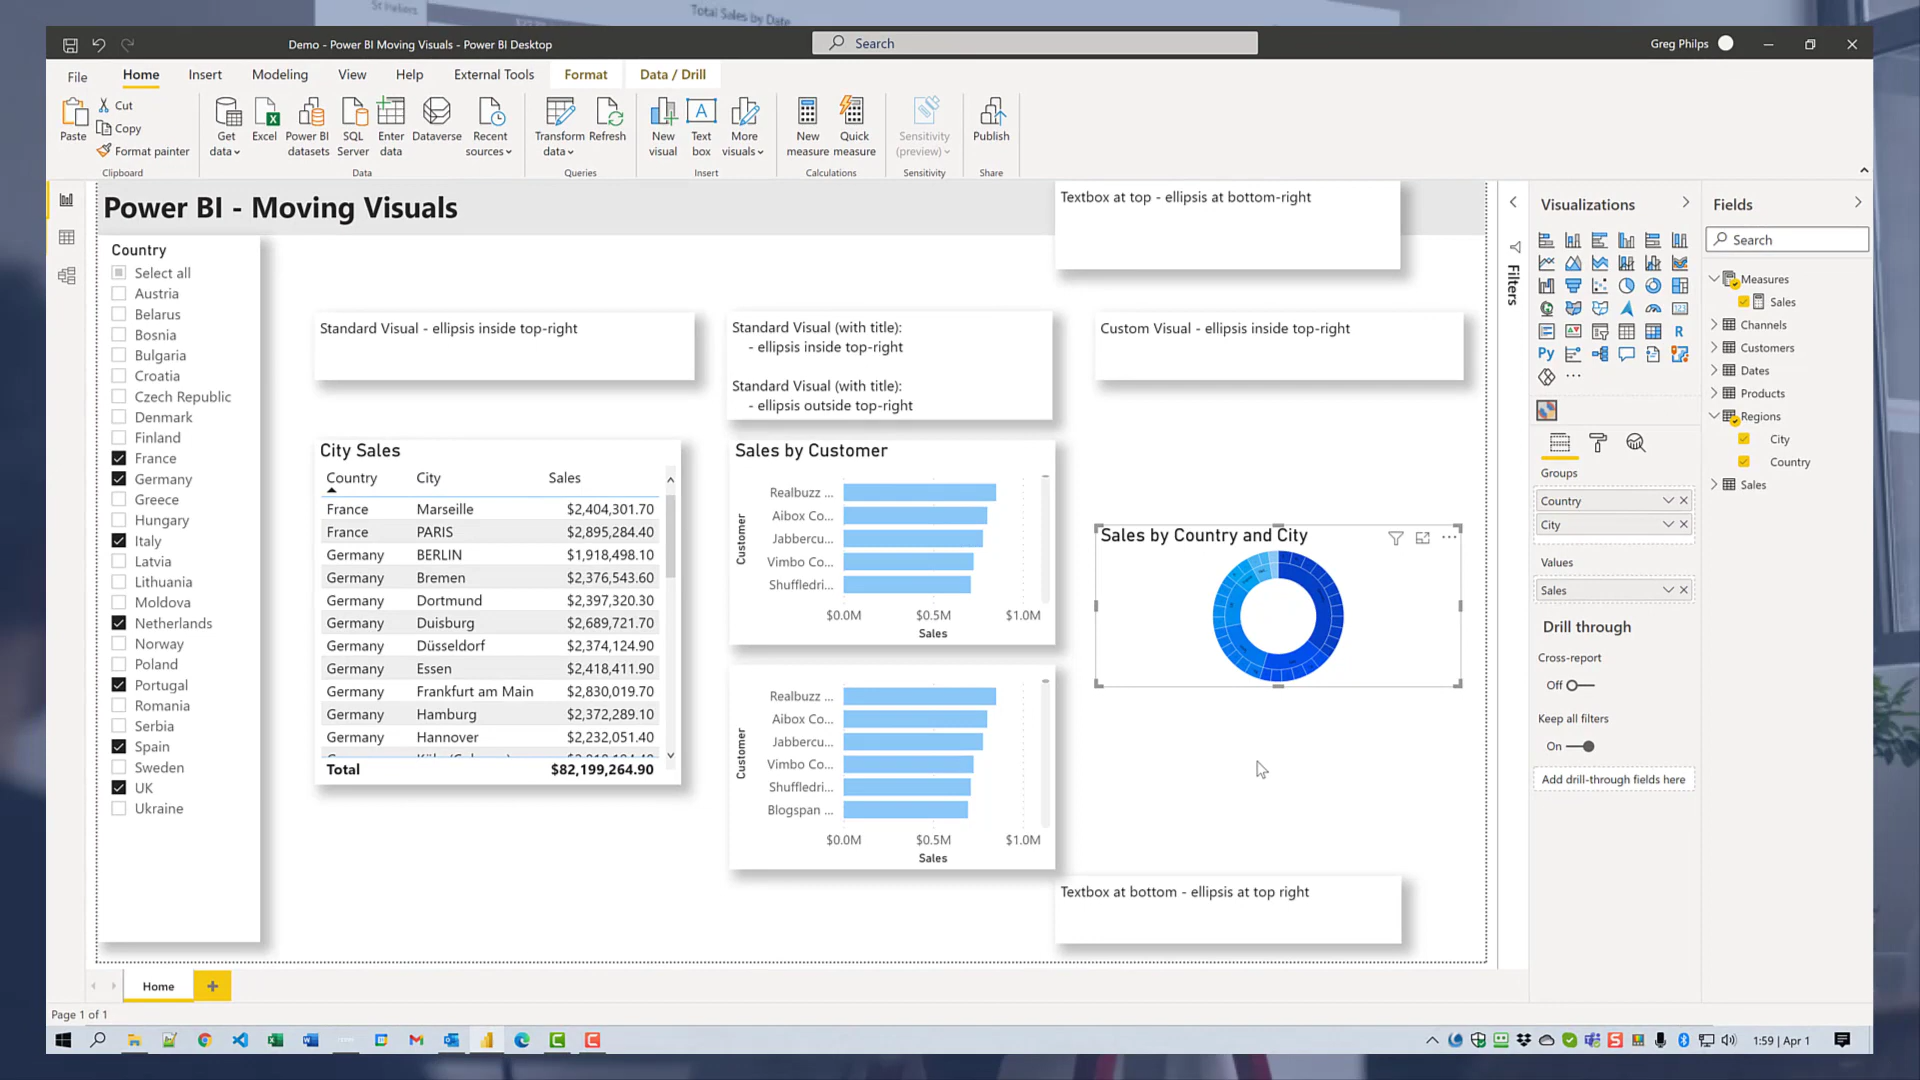 St Heliers
Total Sales by Date
Demo - Power BI Moving Visuals - Power BI Desktop
Search
Greg Philps
File
Home
Insert
Modeling
View
Help
External Tools
Format
Data / Drill
Paste
Cut
Copy
Format painter
Clipboard
Get data
Excel
Power BI datasets
SQL Server
Enter data
Dataverse
Recent sources
Data
Transform data
Refresh
Queries
New visual
A
Text box
More visuals
Insert
New measure
Quick measure
Calculations
Sensitivity (preview)
Sensitivity
Publish
Share
Power BI - Moving Visuals
Textbox at top - ellipsis at bottom-right
Country
Select all
Austria
Belarus
Bosnia
Bulgaria
Croatia
Czech Republic
Denmark
Finland
France
Germany
Greece
Hungary
Italy
Latvia
Lithuania
Moldova
Netherlands
Norway
Poland
Portugal
Romania
Serbia
Spain
Sweden
UK
Ukraine
Standard Visual - ellipsis inside top-right
Standard Visual (with title):
- ellipsis inside top-right
Standard Visual (with title):
- ellipsis outside top-right
Custom Visual - ellipsis inside top-right
City Sales
Country City Sales
France Marseille $2,404,301.70
France PARIS $2,895,284.40
Germany BERLIN $1,918,498.10
Germany Bremen $2,376,543.60
Germany Dortmund $2,397,320.30
Germany Duisburg $2,689,721.70
Germany Düsseldorf $2,374,124.90
Germany Essen $2,418,411.90
Germany Frankfurt am Main $2,830,019.70
Germany Hamburg $2,372,289.10
Germany Hannover $2,232,051.40
Total $82,199,264.90
Sales by Customer
Customer
Realbuzz ...
Aibox Co...
Jabbercu...
Vimbo Co...
Shuffledri...
$0.0M $0.5M $1.0M
Sales
Customer
Realbuzz ...
Aibox Co...
Jabbercu...
Vimbo Co...
Shuffledri...
Blogspan ...
$0.0M $0.5M $1.0M
Sales
Sales by Country and City
Textbox at bottom - ellipsis at top right
Filters
Visualizations
R
Py
Groups
Country
City
Values
Sales
Drill through
Cross-report
Off
Keep all filters
On
Add drill-through fields here
Fields
Search
Measures
Sales
Channels
Customers
Dates
Products
Regions
City
Country
Sales
Home
Page 1 of 1
1:59 | Apr 1